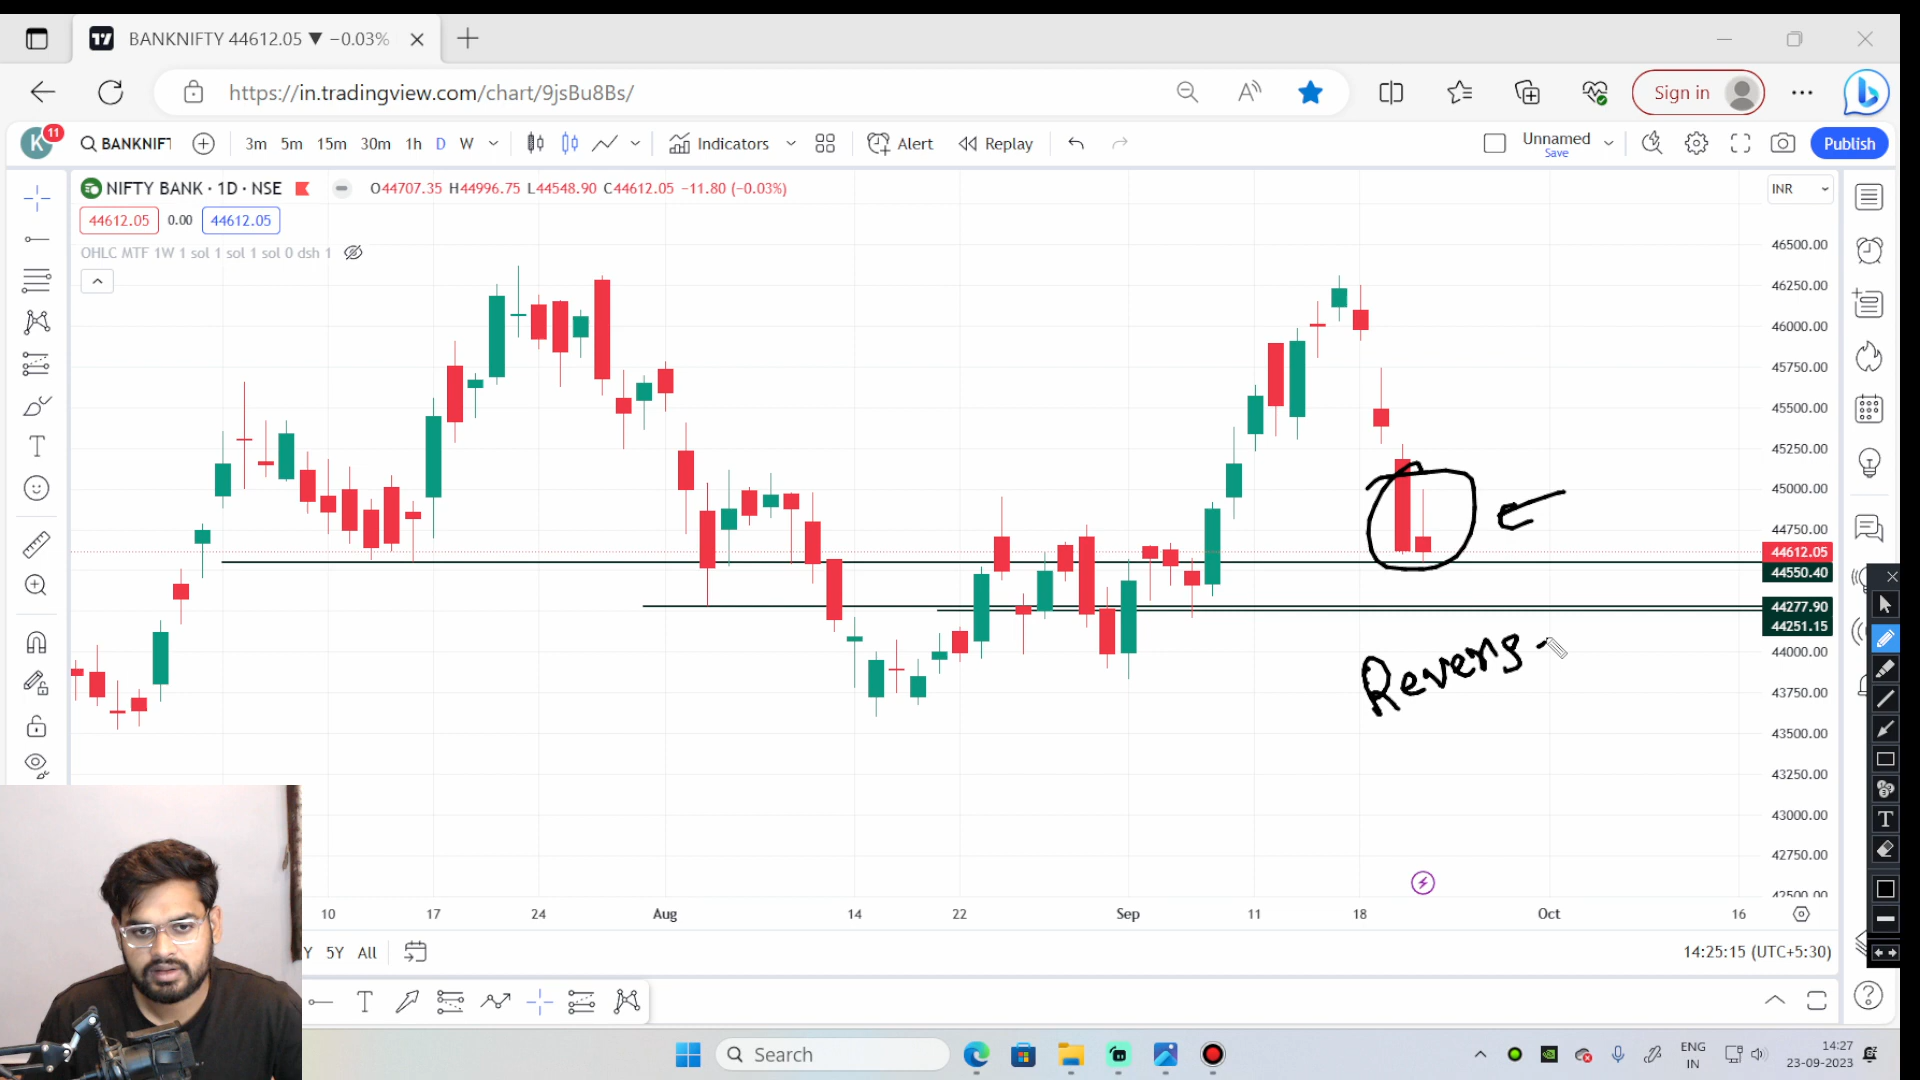 BANKNIFTY 44612.05 ▼ −0.03%
https://in.tradingview.com/chart/9jsBu8Bs/
Sign in
K 11 BANKNIFT 3m 5m 15m 30m 1h D W Indicators Alert Replay Unnamed Save Publish
NIFTY BANK · 1D · NSE O44707.35 H44996.75 L44548.90 C44612.05 −11.80 (−0.03%)
INR
44612.05 0.00 44612.05
OHLC MTF 1W 1 sol 1 sol 1 sol 0 dsh 1
46500.00
46250.00
46000.00
45750.00
45500.00
45250.00
45000.00
44750.00
44612.05
44550.40
44277.90
44251.15
44000.00
43750.00
43500.00
43250.00
43000.00
42750.00
42500.00
Revers
10 17 24 Aug 14 22 Sep 11 18 Oct 16
Y 5Y All
14:25:15 (UTC+5:30)
Search
ENG
IN
14:27
23-09-2023